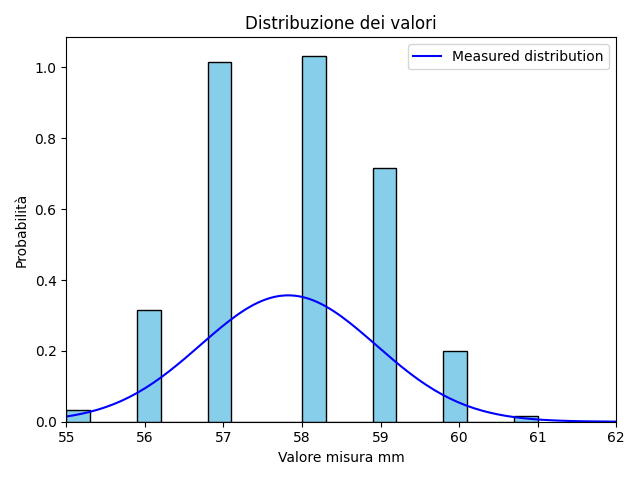 Distribuzione dei valori
Measured distribution
Probabilità
1.0
0.8
0.6
0.4
0.2
0.0
55 56 57 58 59 60 61 62
Valore misura mm